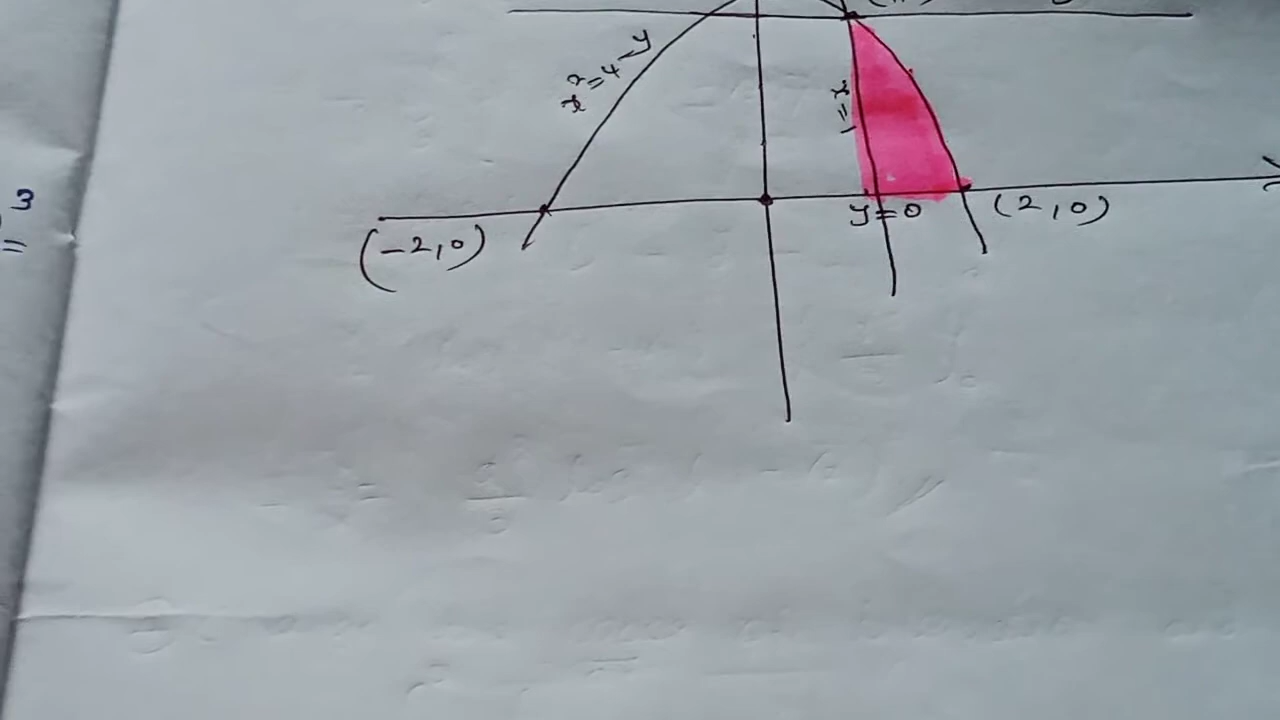 x² = 4 - y
x = 1
3
=
y = 0
(2,0)
(-2,0)